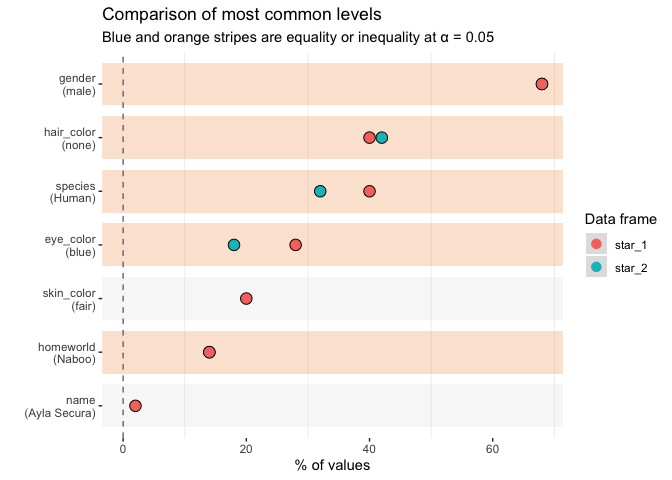 Comparison of most common levels
Blue and orange stripes are equality or inequality at α = 0.05
gender
(male)
hair_color
(none)
species
(Human)
eye_color
(blue)
skin_color
(fair)
homeworld
(Naboo)
name
(Ayla Secura)
0
20
40
60
% of values
Data frame
star_1
star_2